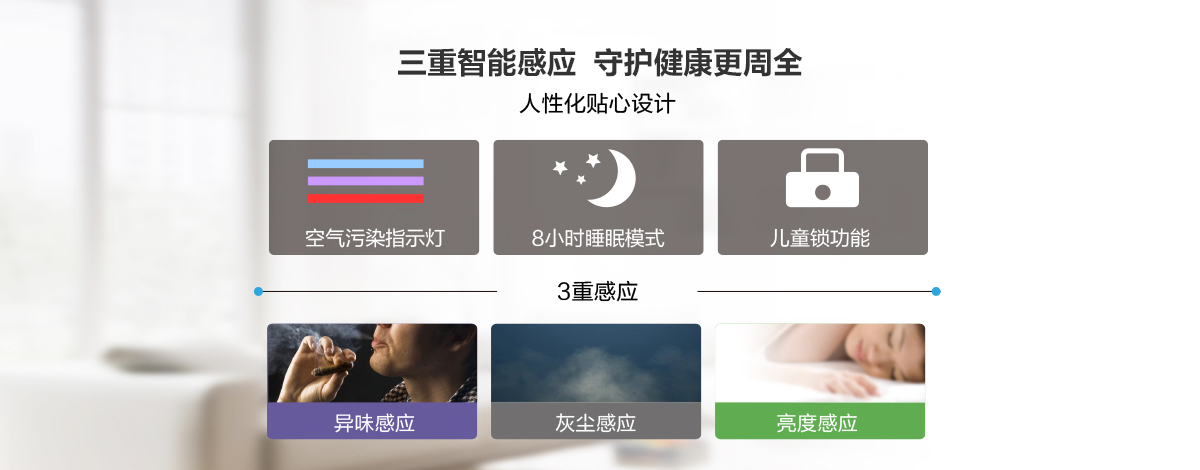 三重智能感应 守护健康更周全
人性化贴心设计
空气污染指示灯
8小时睡眠模式
儿童锁功能
3重感应
异味感应
灰尘感应
亮度感应